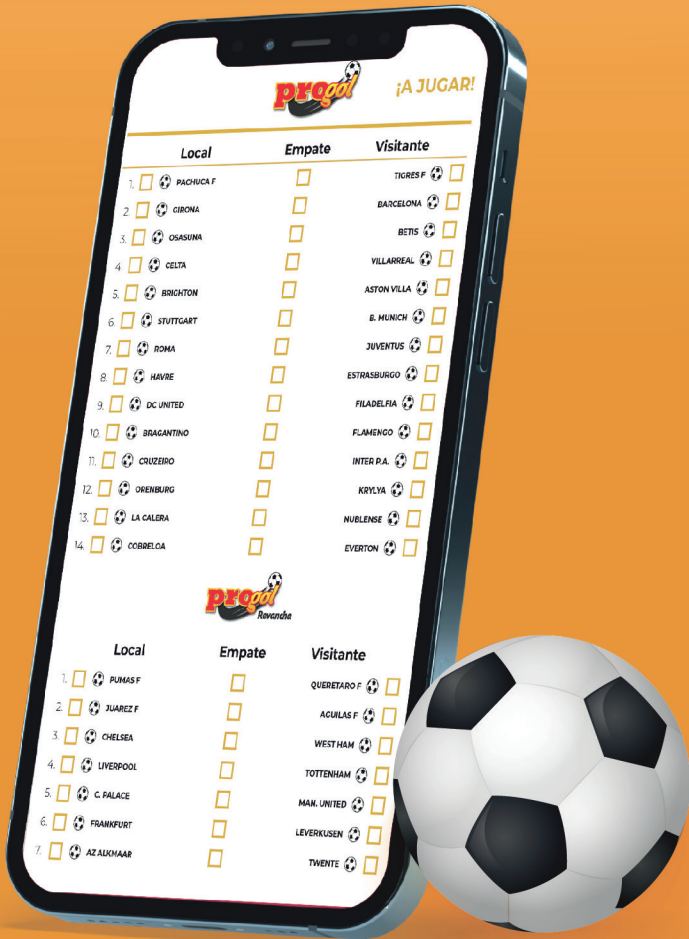 progol ¡A JUGAR!
Local Empate Visitante
1. PACHUCA F TIGRES F
2. GIRONA BARCELONA
3. OSASUNA BETIS
4 CELTA VILLARREAL
5. BRIGHTON ASTON VILLA
6. STUTTGART B. MUNICH
7. ROMA JUVENTUS
8. HAVRE ESTRASBURGO
9. DC UNITED FILADELFIA
10. BRAGANTINO FLAMENGO
11. CRUZEIRO INTER P.A.
12. ORENBURG KRYLYA
13. LA CALERA NUBLENSE
14. COBRELOA EVERTON
progol
Revancha
Local Empate Visitante
1. PUMAS F QUERETARO F
2. JUAREZ F AGUILAS F
3. CHELSEA WEST HAM
4. LIVERPOOL TOTTENHAM
5. C. PALACE MAN. UNITED
6. FRANKFURT LEVERKUSEN
7. AZ ALKMAAR TWENTE